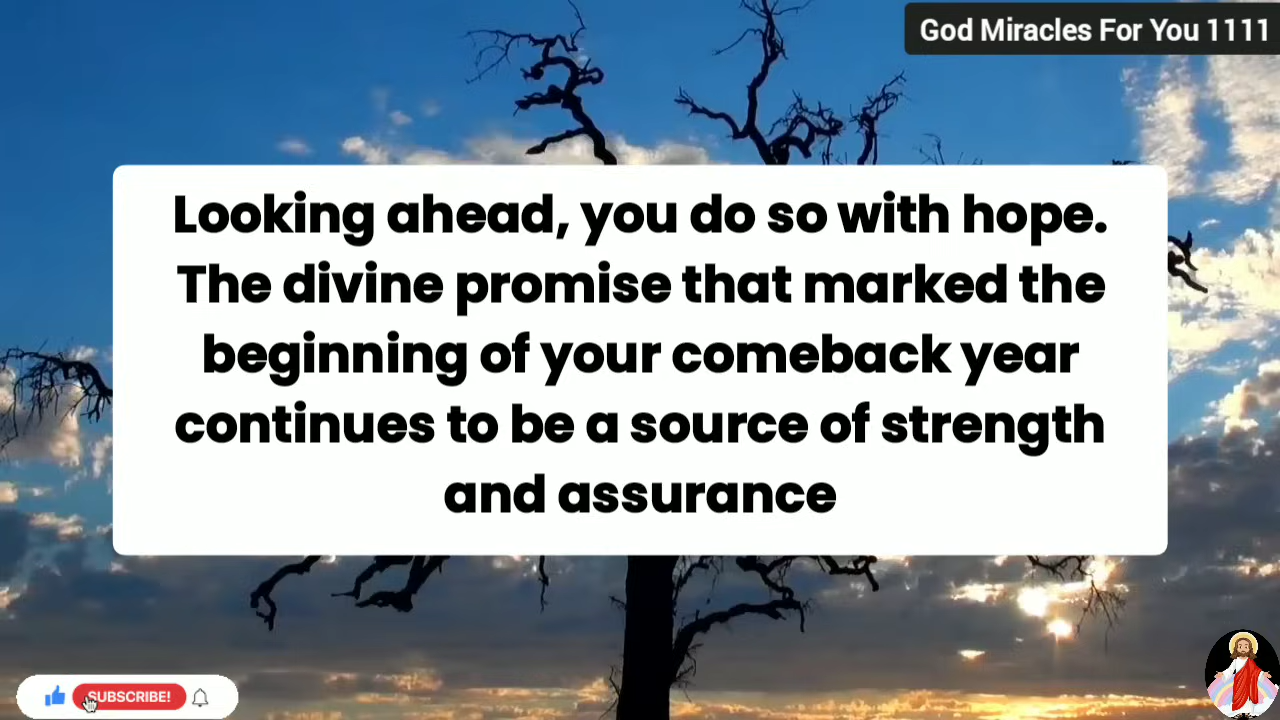 God Miracles For You 1111
Looking ahead, you do so with hope.
The divine promise that marked the
beginning of your comeback year
continues to be a source of strength
and assurance
SUBSCRIBE!